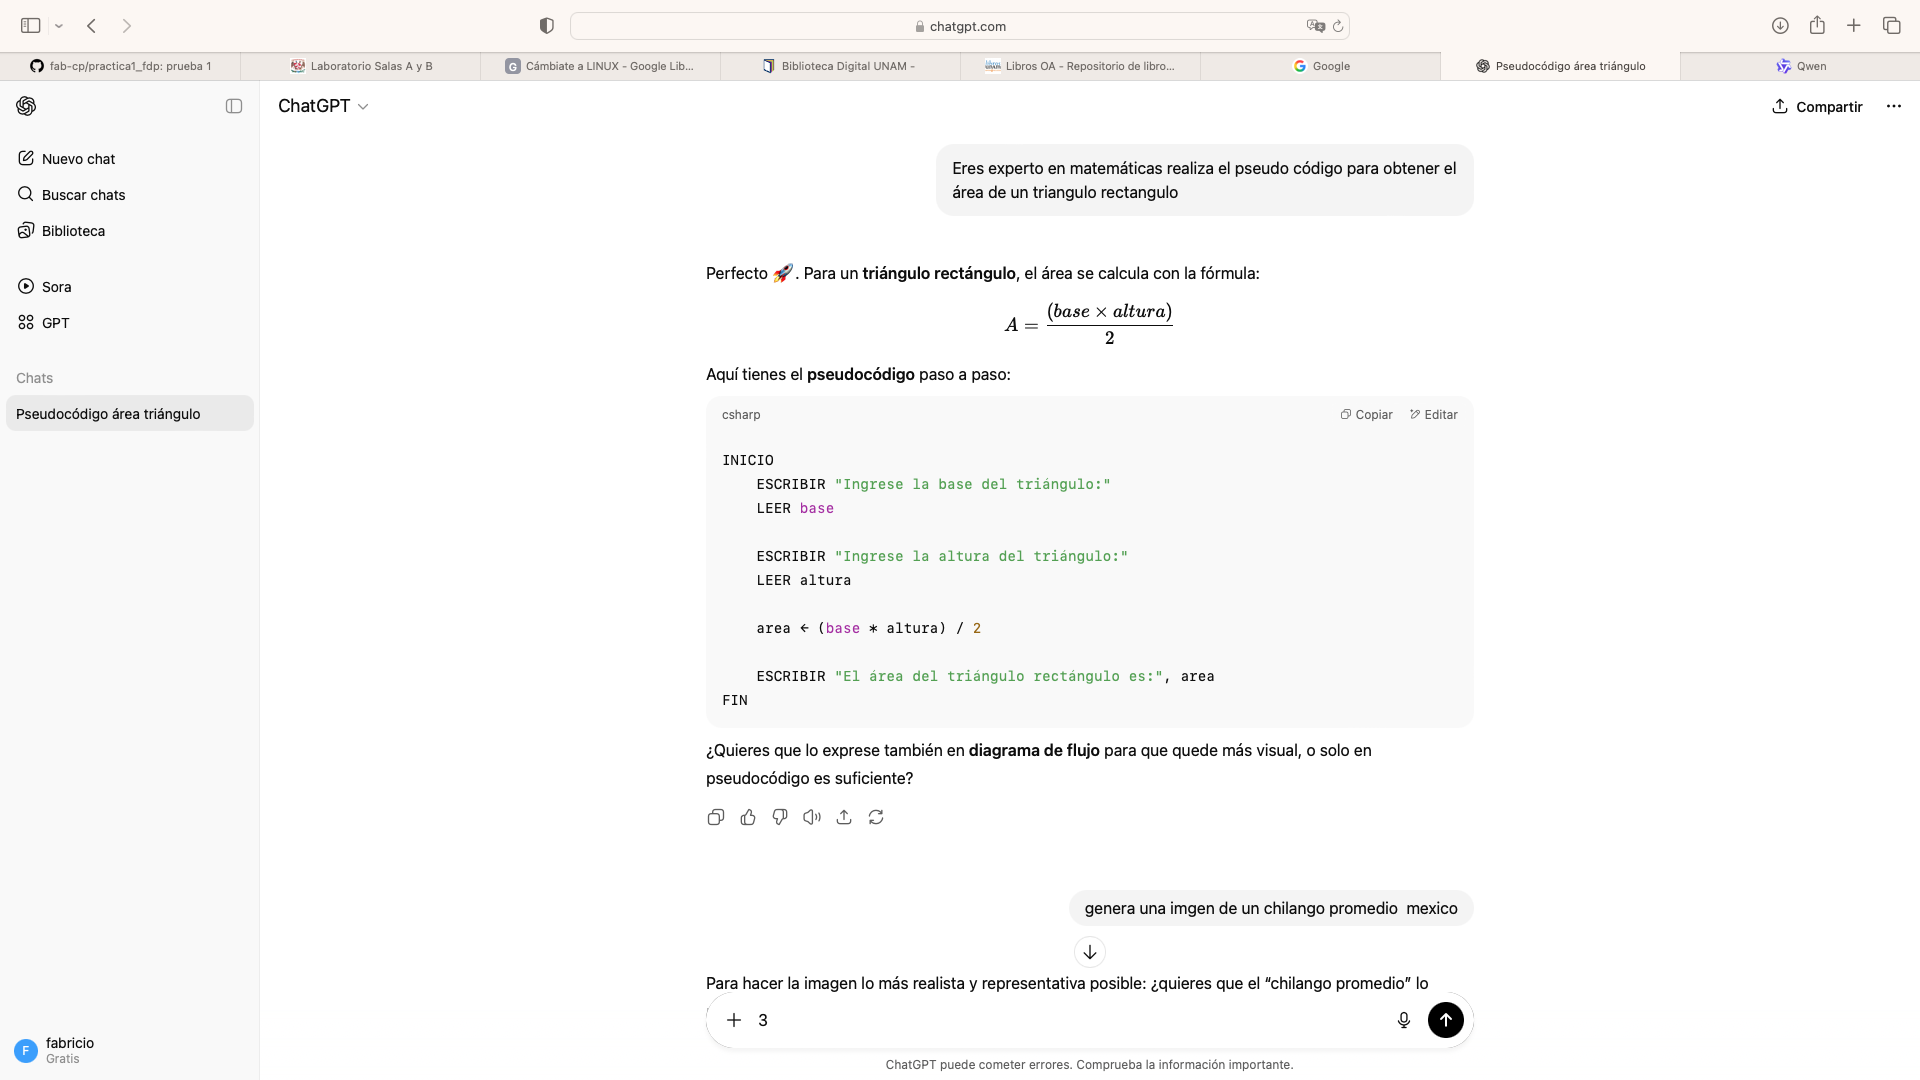 chatgpt.com
fab-cp/practica1_fdp: prueba 1
Laboratorio Salas A y B
Cámbiate a LINUX - Google Lib...
Biblioteca Digital UNAM -
Libros OA - Repositorio de libro...
Google
Pseudocódigo área triángulo
Qwen
ChatGPT
Compartir
Nuevo chat
Buscar chats
Biblioteca
Sora
GPT
Chats
Pseudocódigo área triángulo
Eres experto en matemáticas realiza el pseudo código para obtener el
área de un triangulo rectangulo
Perfecto 🚀. Para un triángulo rectángulo, el área se calcula con la fórmula:
A = (base × altura)
2
Aquí tienes el pseudocódigo paso a paso:
csharp
Copiar
Editar
INICIO
ESCRIBIR "Ingrese la base del triángulo:"
LEER base
ESCRIBIR "Ingrese la altura del triángulo:"
LEER altura
area ← (base * altura) / 2
ESCRIBIR "El área del triángulo rectángulo es:", area
FIN
¿Quieres que lo exprese también en diagrama de flujo para que quede más visual, o solo en
pseudocódigo es suficiente?
genera una imgen de un chilango promedio  mexico
Para hacer la imagen lo más realista y representativa posible: ¿quieres que el “chilango promedio” lo
3
ChatGPT puede cometer errores. Comprueba la información importante.
F
fabricio
Gratis